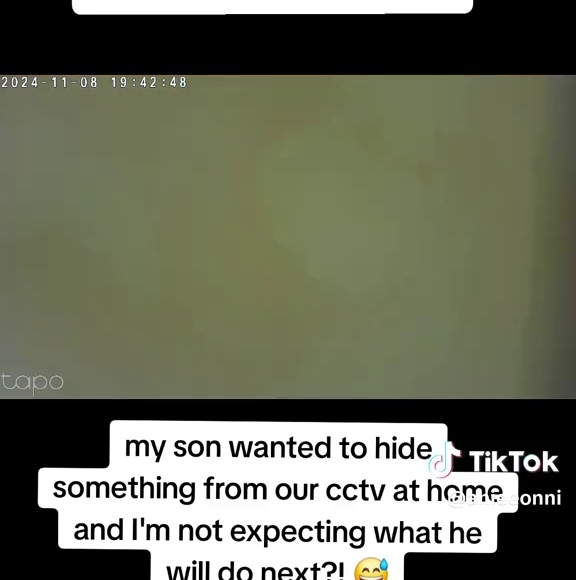 2024-11-08 19:42:48
tapo
my son wanted to hide
TikTok
something from our cctv at home
and I'm not expecting what he
will do next?! 😅